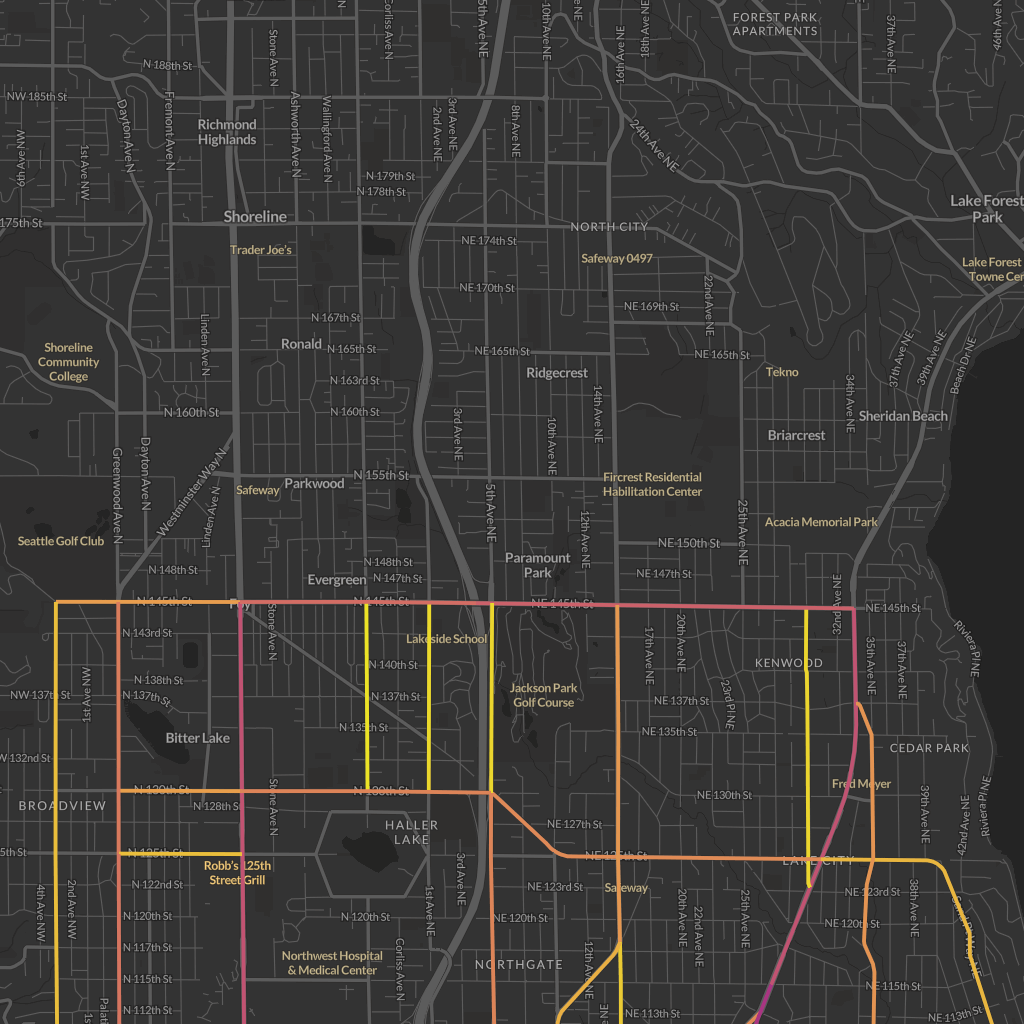 FOREST PARK
APARTMENTS
N 188th St
NW 185th St
Richmond
Highlands
Dayton Ave N
Fremont Ave N
Stone Ave N
Ashworth Ave N
Wallingford Ave N
Corliss Ave N
2nd Ave NE
3rd Ave NE
5th Ave NE
8th Ave NE
10th Ave NE
16th Ave NE
18th Ave NE
24th Ave NE
37th Ave NE
46th Ave N
6th Ave NW
1st Ave NW
N 179th St
N 178th St
Lake Forest
Park
175th St
Shoreline
NORTH CITY
NE 174th St
Trader Joe's
Safeway 0497
Lake Forest
Towne Cen
NE 170th St
22nd Ave NE
NE 169th St
N 167th St
Linden Ave N
Ronald
N 165th St
NE 165th St
NE 165th St
Shoreline
Community
College
37th Ave NE
39th Ave NE
Beach Dr NE
Ridgecrest
Tekno
N 163rd St
14th Ave NE
34th Ave NE
N 160th St
N 160th St
3rd Ave NE
10th Ave NE
Sheridan Beach
Briarcrest
Greenwood Ave N
Dayton Ave N
Westminster Way N
Linden Ave N
N 155th St
Parkwood
Safeway
Fircrest Residential
Habilitation Center
5th Ave NE
12th Ave NE
25th Ave NE
Acacia Memorial Park
Seattle Golf Club
NE 150th St
Paramount
Park
N 148th St
N 148th St
N 147th St
NE 147th St
Evergreen
32nd Ave NE
N 145th St
Foy
N 145th St
NE 145th St
NE 145th St
N 143rd St
Stone Ave N
Lakeside School
17th Ave NE
20th Ave NE
Riviera Pl NE
35th Ave NE
37th Ave NE
N 140th St
KENWOOD
N 138th St
1st Ave NW
NW 137th St
N 137th St
N 137th St
Jackson Park
Golf Course
NE 137th St
23rd Pl NE
N 135th St
NE 135th St
Bitter Lake
CEDAR PARK
W 132nd St
N 130th St
N 130th St
NE 130th St
Fred Meyer
BROADVIEW
N 128th St
Stone Ave N
HALLER
LAKE
NE 127th St
39th Ave NE
42nd Ave NE
Riviera Pl NE
5th St
N 125th St
NE 125th St
LAKE CITY
Robb's 125th
Street Grill
3rd Ave NE
N 122nd St
NE 123rd St
Safeway
NE 123rd St
4th Ave NW
2nd Ave NW
1st Ave NE
20th Ave NE
22nd Ave NE
25th Ave NE
38th Ave NE
Sand Pt Way NE
N 120th St
N 120th St
NE 120th St
NE 120th St
N 117th St
Corliss Ave N
12th Ave NE
Northwest Hospital
& Medical Center
NORTHGATE
N 115th St
NE 115th St
N 112th St
NE 113th St
NE 113th St